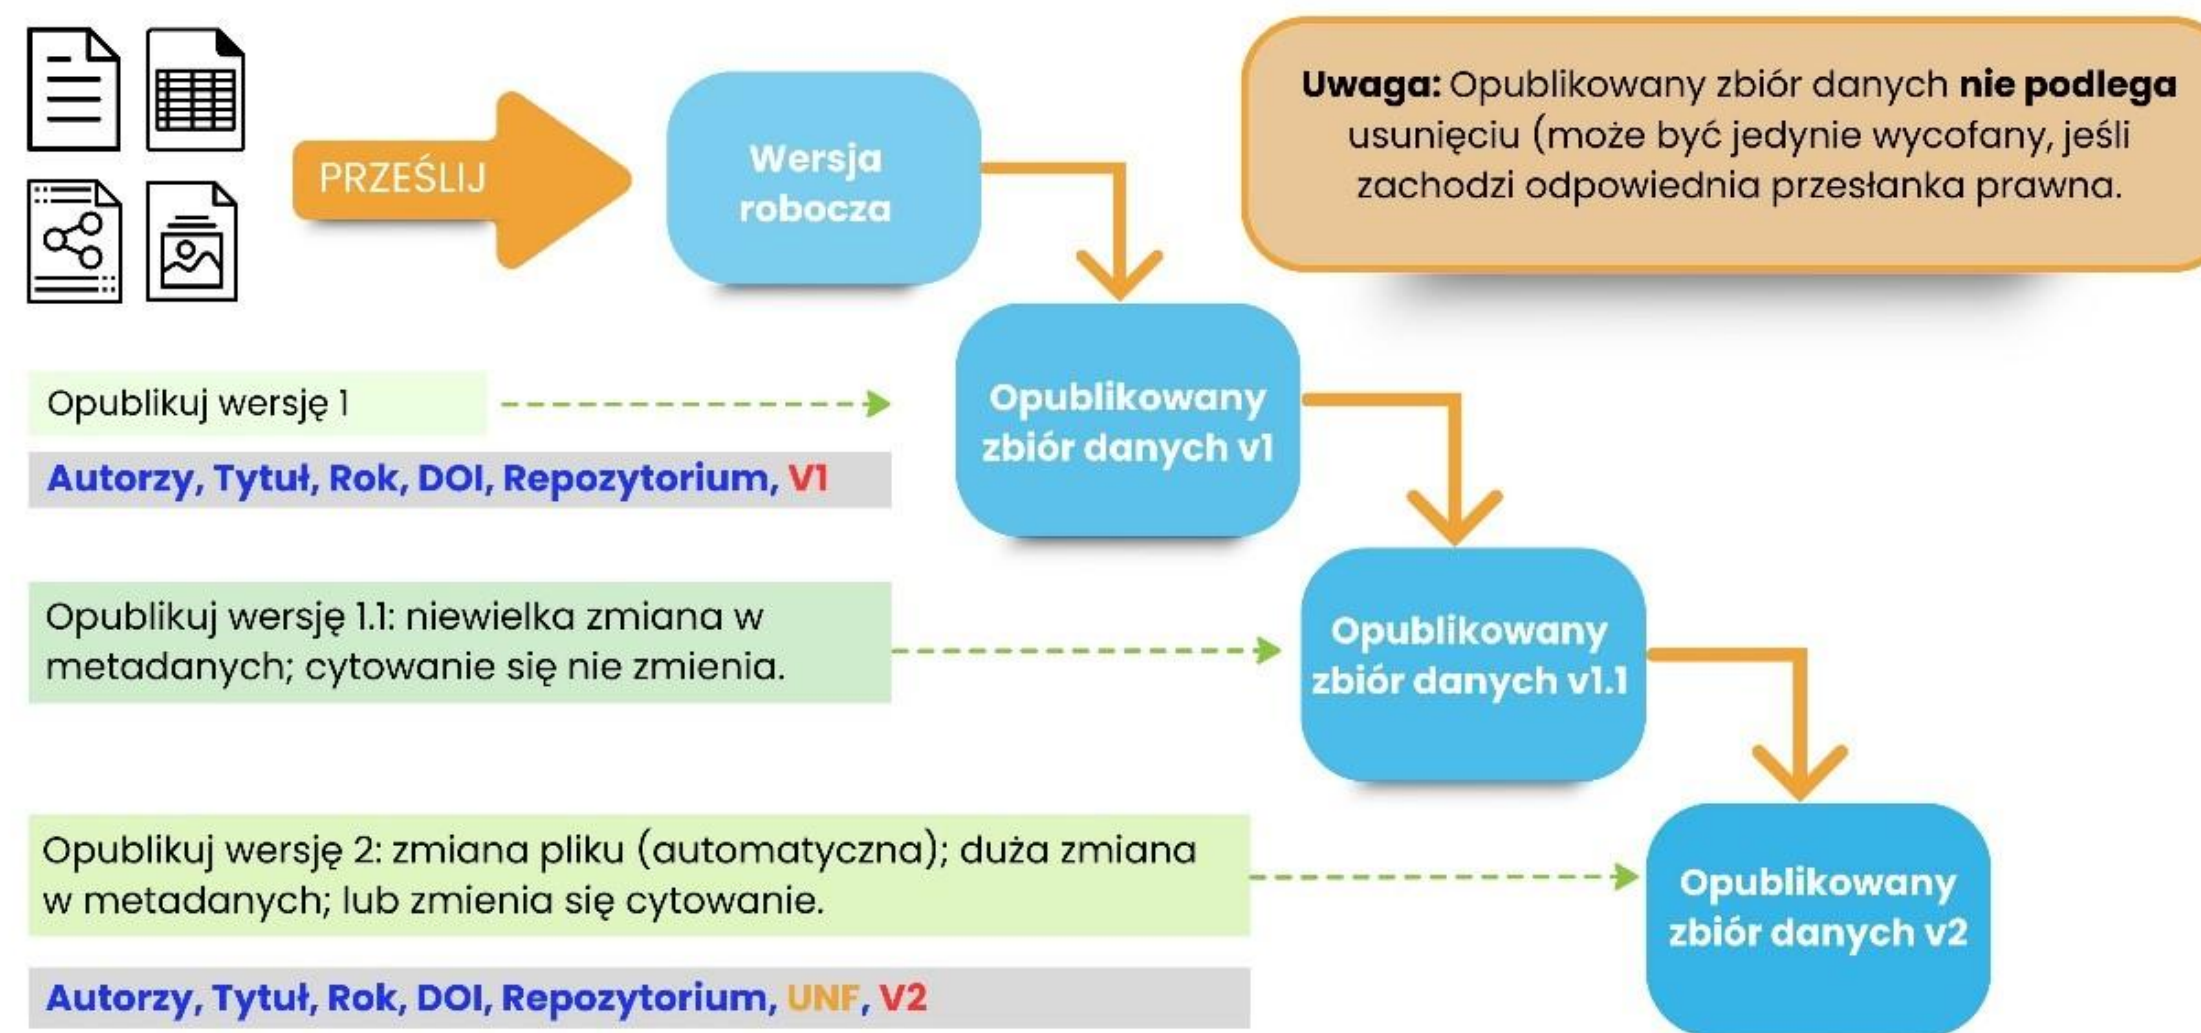 PRZEŚLIJ
Wersja
robocza
Uwaga: Opublikowany zbiór danych nie podlega
usunięciu (może być jedynie wycofany, jeśli
zachodzi odpowiednia przesłanka prawna.
Opublikuj wersję 1
Autorzy, Tytuł, Rok, DOI, Repozytorium, V1
Opublikowany
zbiór danych v1
Opublikuj wersję 1.1: niewielka zmiana w
metadanych; cytowanie się nie zmienia.
Opublikowany
zbiór danych v1.1
Opublikuj wersję 2: zmiana pliku (automatyczna); duża zmiana
w metadanych; lub zmienia się cytowanie.
Opublikowany
zbiór danych v2
Autorzy, Tytuł, Rok, DOI, Repozytorium, UNF, V2